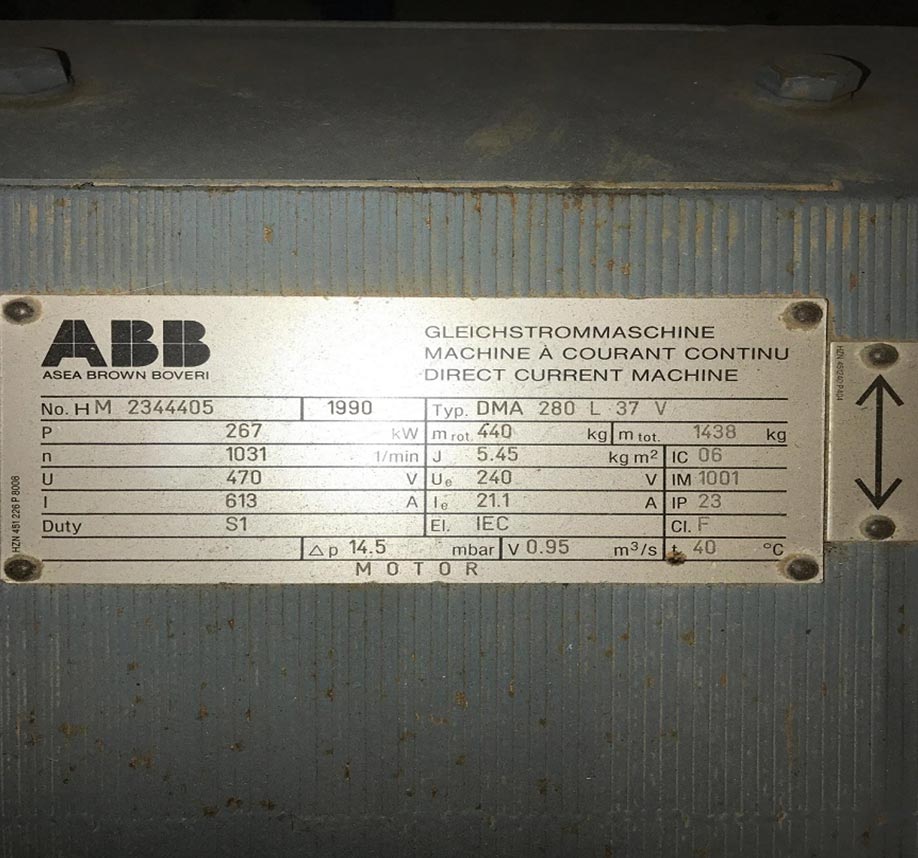 ABB
ASEA BROWN BOVERI
GLEICHSTROMMASCHINE
MACHINE À COURANT CONTINU
DIRECT CURRENT MACHINE
No. HM 2344405 1990 Typ. DMA 280 L 37 V
P 267 kW m rot. 440 kg m tot. 1438 kg
n 1031 1/min J 5.45 kg m² IC 06
U 470 V Ue 240 V IM 1001
I 613 A Ie 21.1 A IP 23
Duty S1 El. IEC Cl. F
Δp 14.5 mbar V 0.95 m³/s t 40 °C
MOTOR
HZN 451 226 P 8008